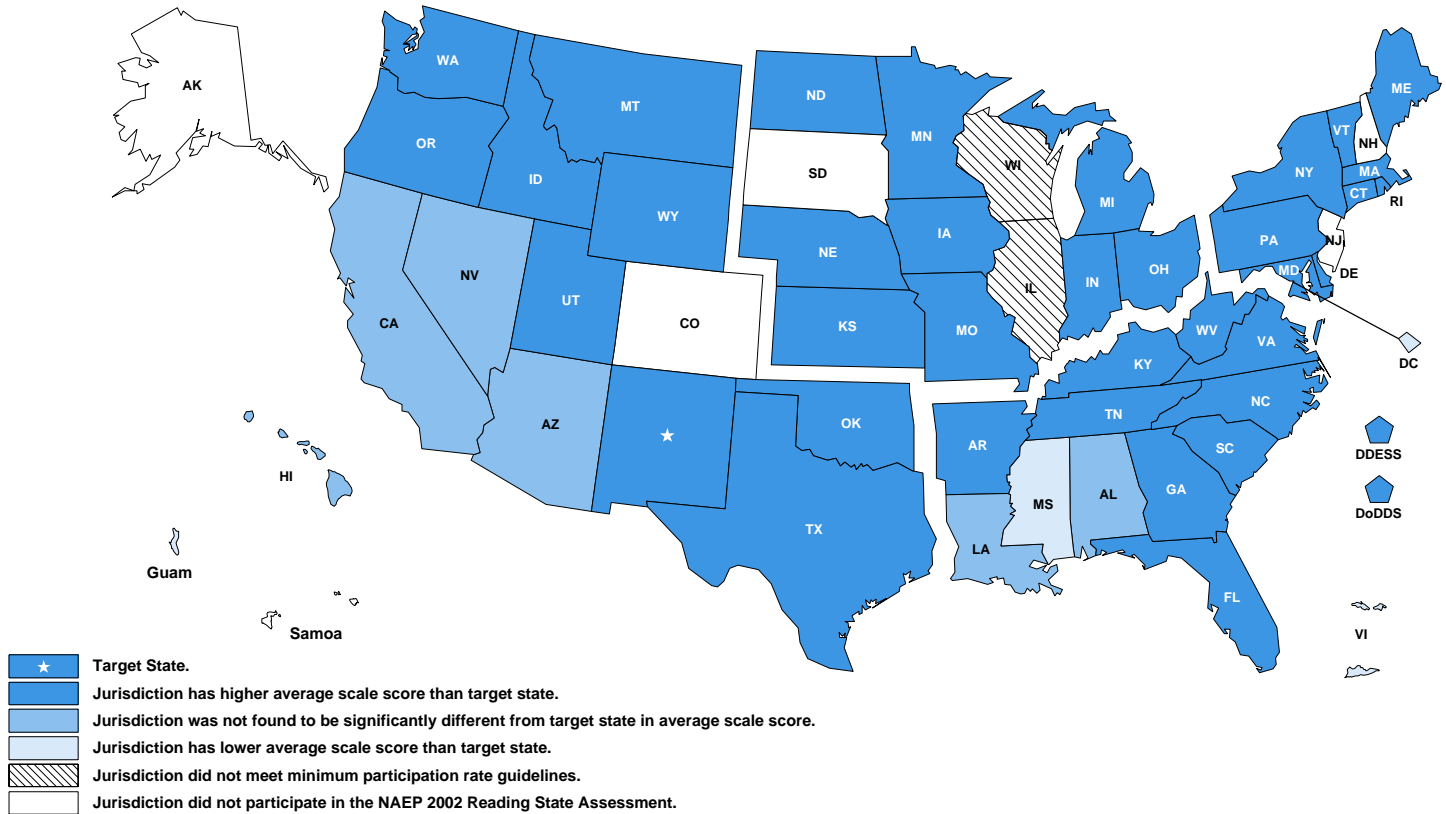 WA
MT
ND
MN
ME
AK
OR
ID
SD
WI
VT
NH
NY
MA
CT
RI
WY
MI
IA
NE
PA
NJ
OH
MD
DE
NV
UT
IL
IN
CA
CO
KS
MO
WV
VA
KY
DC
NC
TN
AZ
OK
AR
SC
DDESS
HI
MS
AL
GA
DoDDS
TX
LA
Guam
FL
Samoa
VI
Target State.
Jurisdiction has higher average scale score than target state.
Jurisdiction was not found to be significantly different from target state in average scale score.
Jurisdiction has lower average scale score than target state.
Jurisdiction did not meet minimum participation rate guidelines.
Jurisdiction did not participate in the NAEP 2002 Reading State Assessment.